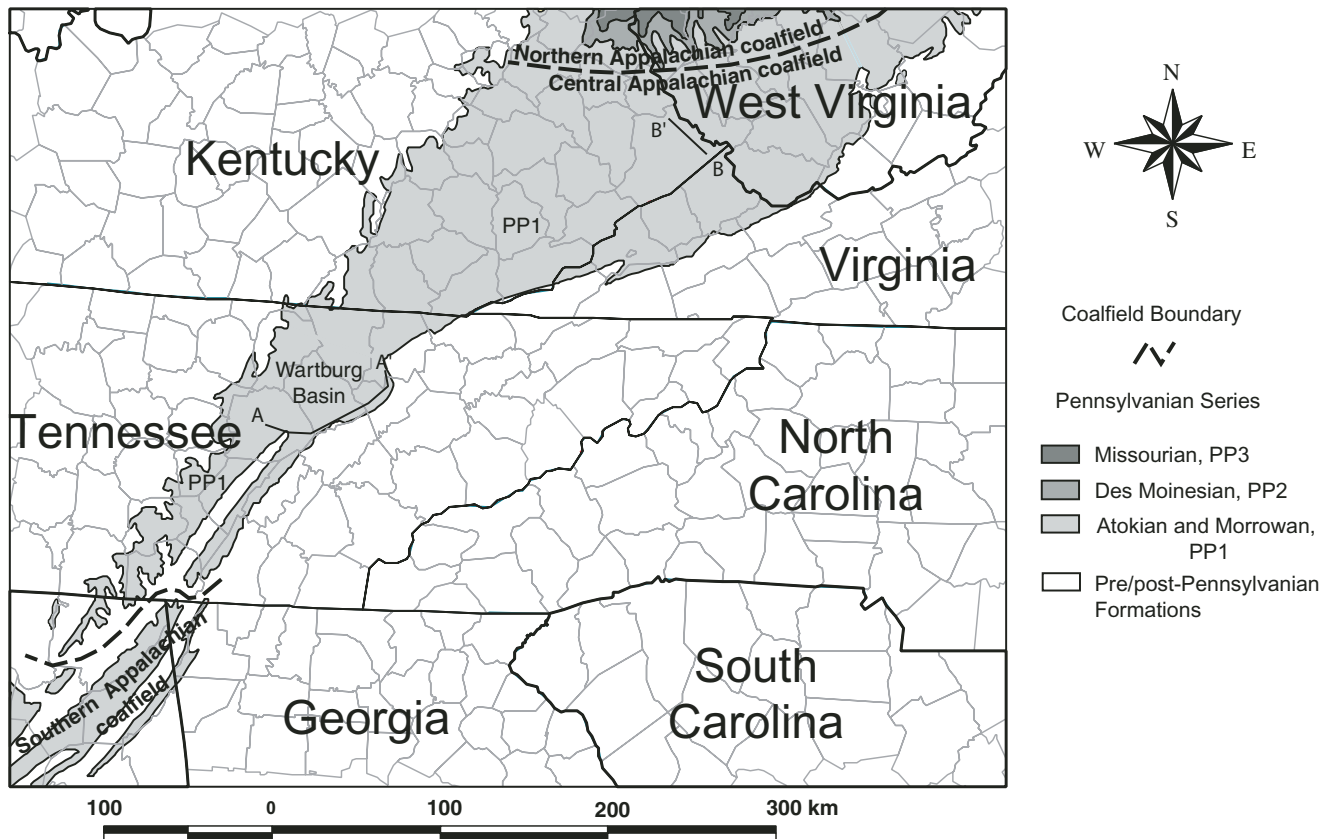 Northern Appalachian coalfield
Central Appalachian coalfield
West Virginia
B'
B
Kentucky
PP1
Virginia
Wartburg
Basin
A'
A
Tennessee
PP1
North
Carolina
Southern Appalachian
coalfield
Georgia
South
Carolina
N
W
E
S
Coalfield Boundary
Pennsylvanian Series
Missourian, PP3
Des Moinesian, PP2
Atokian and Morrowan,
PP1
Pre/post-Pennsylvanian
Formations
100 0 100 200 300 km